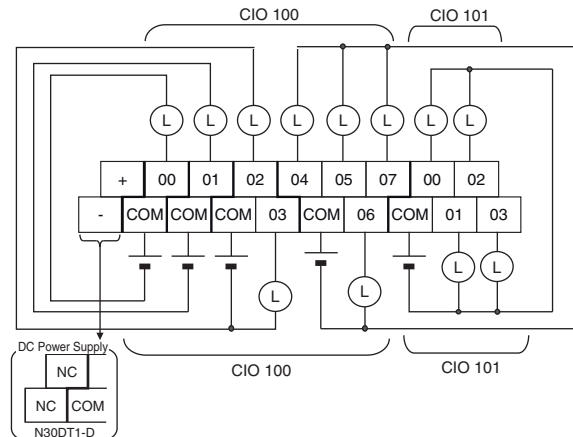 CIO 100 CIO 101
L L L L L L L L
+ 00 01 02 04 05 07 00 02
- COM COM COM 03 COM 06 COM 01 03
L L
L L
DC Power Supply
NC
NC COM
N30DT1-D
CIO 100 CIO 101